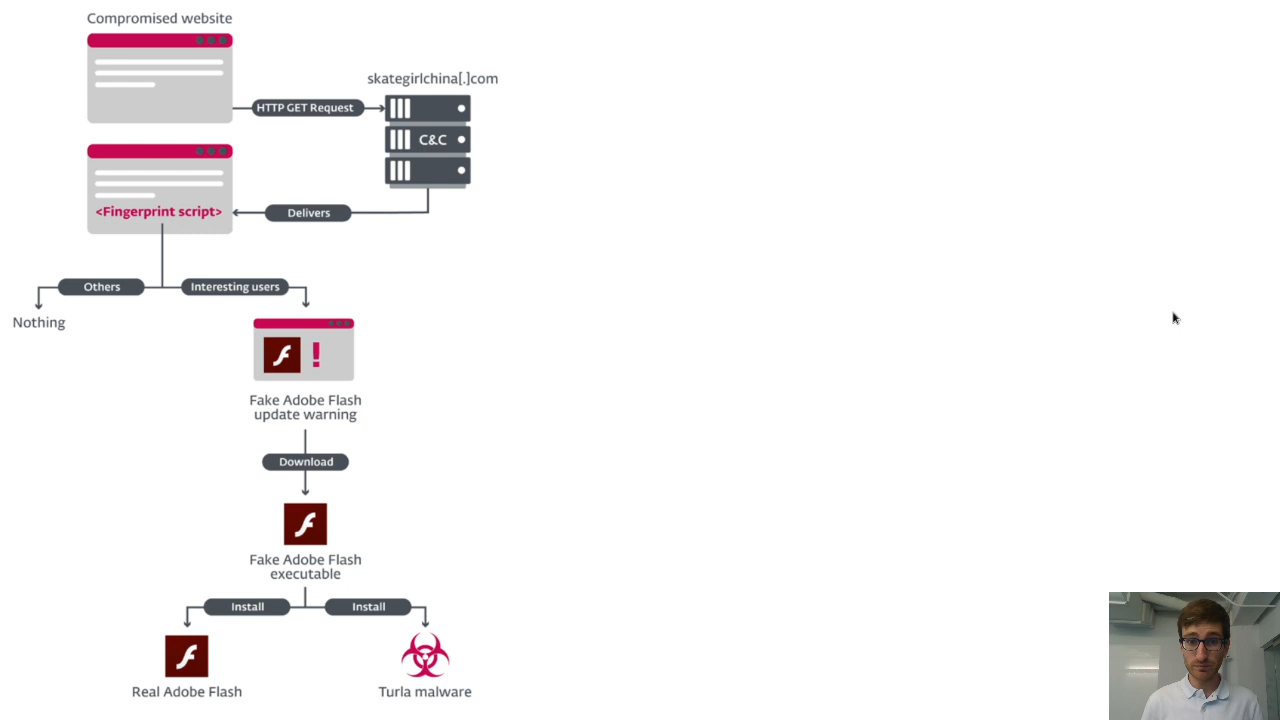 Compromised website
skategirlchina[.]com
HTTP GET Request
C&C
<Fingerprint script>
Delivers
Others
Interesting users
Nothing
!
Fake Adobe Flash
update warning
Download
Fake Adobe Flash
executable
Install
Install
Real Adobe Flash
Turla malware